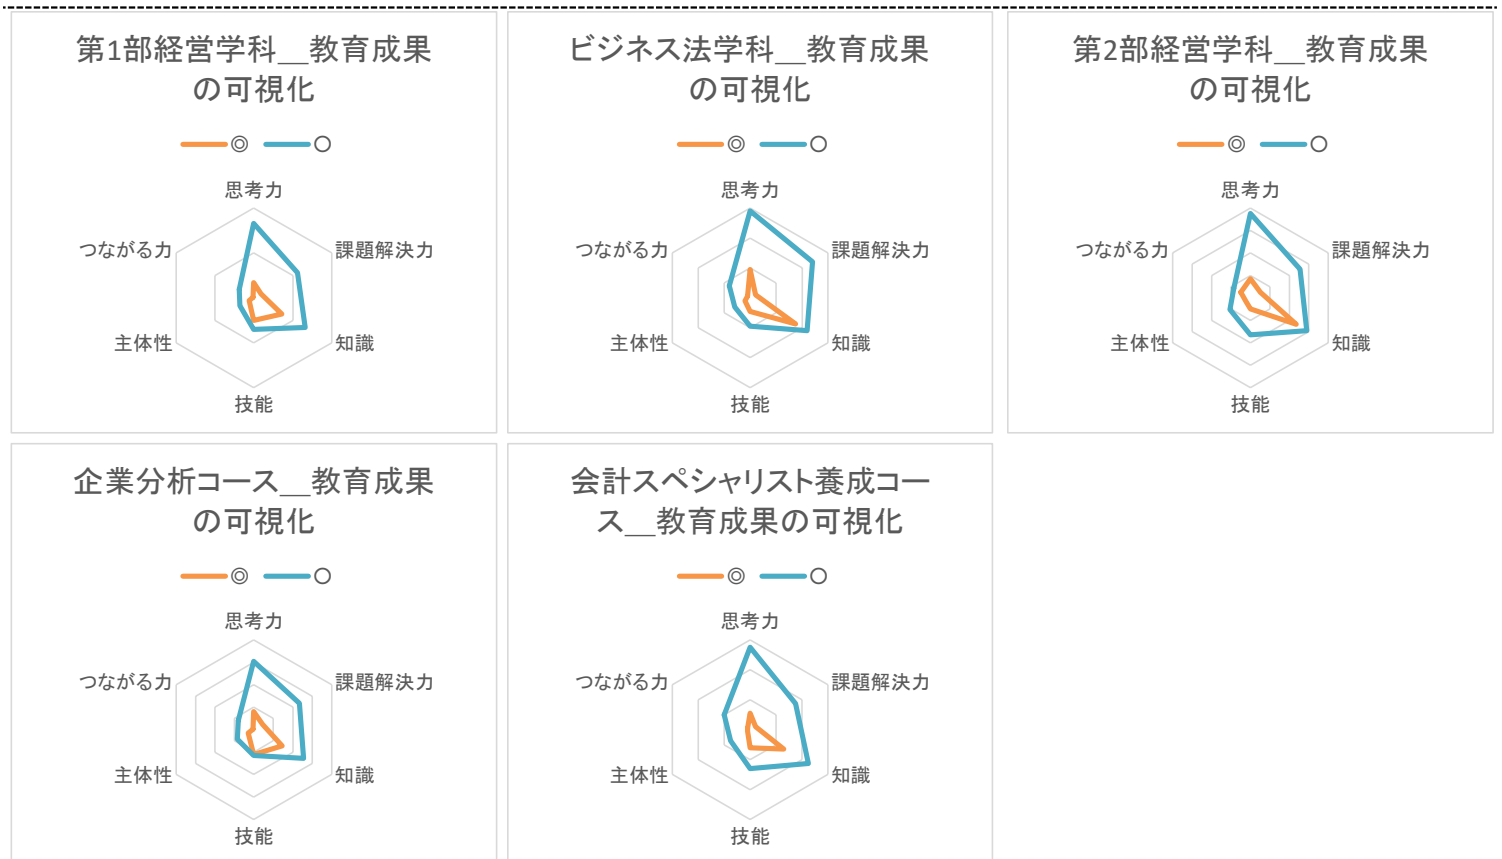 第1部経営学科__教育成果
の可視化
◎ ○
思考力
課題解決力
知識
技能
主体性
つながる力
ビジネス法学科__教育成果
の可視化
◎ ○
思考力
課題解決力
知識
技能
主体性
つながる力
第2部経営学科__教育成果
の可視化
◎ ○
思考力
課題解決力
知識
技能
主体性
つながる力
企業分析コース__教育成果
の可視化
◎ ○
思考力
課題解決力
知識
技能
主体性
つながる力
会計スペシャリスト養成コー
ス__教育成果の可視化
◎ ○
思考力
課題解決力
知識
技能
主体性
つながる力